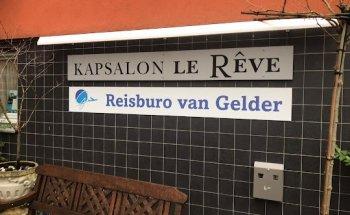 KAPSALON LE RÊVE
Reisburo van Gelder